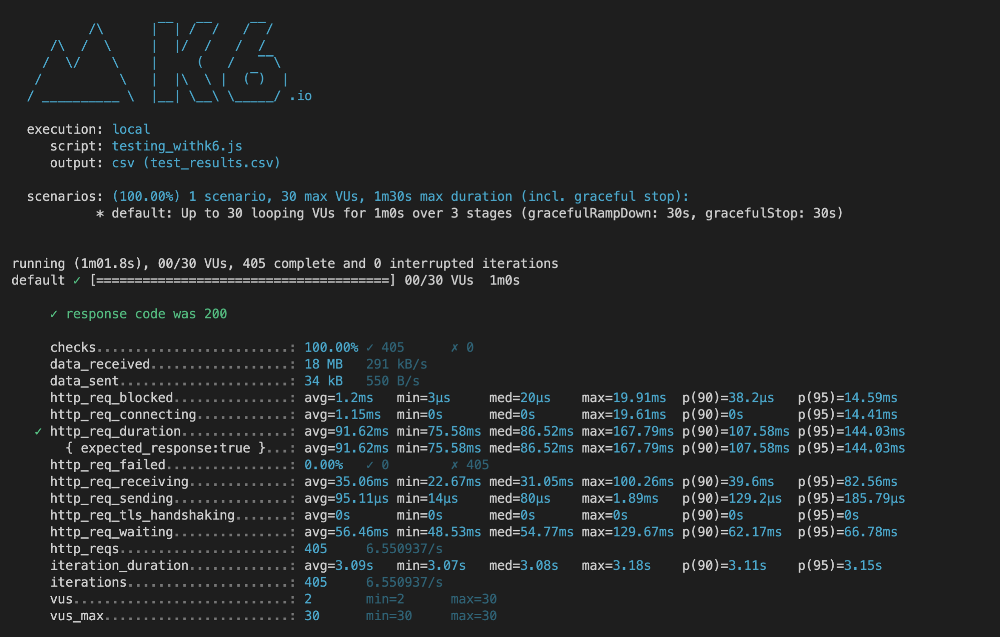 /\      |‾‾| /‾‾/   /‾‾/
     /\  /  \     |  |/  /   /  /
    /  \/    \    |     (   /   ‾‾\
   /          \   |  |\  \ |  (‾)  |
  / __________ \  |__| \__\ \_____/ .io
execution: local
script: testing_withk6.js
output: csv (test_results.csv)
scenarios: (100.00%) 1 scenario, 30 max VUs, 1m30s max duration (incl. graceful stop):
* default: Up to 30 looping VUs for 1m0s over 3 stages (gracefulRampDown: 30s, gracefulStop: 30s)
running (1m01.8s), 00/30 VUs, 405 complete and 0 interrupted iterations
default ✓ [======================================] 00/30 VUs  1m0s
✓ response code was 200
checks.........................: 100.00% ✓ 405      ✗ 0
data_received..................: 18 MB   291 kB/s
data_sent......................: 34 kB   550 B/s
http_req_blocked...............: avg=1.2ms   min=3µs     med=20µs    max=19.91ms  p(90)=38.2µs   p(95)=14.59ms
http_req_connecting............: avg=1.15ms  min=0s      med=0s      max=19.61ms  p(90)=0s       p(95)=14.41ms
✓ http_req_duration..............: avg=91.62ms min=75.58ms med=86.52ms max=167.79ms p(90)=107.58ms p(95)=144.03ms
{ expected_response:true }...: avg=91.62ms min=75.58ms med=86.52ms max=167.79ms p(90)=107.58ms p(95)=144.03ms
http_req_failed................: 0.00%   ✓ 0        ✗ 405
http_req_receiving.............: avg=35.06ms min=22.67ms med=31.05ms max=100.26ms p(90)=39.6ms   p(95)=82.56ms
http_req_sending...............: avg=95.11µs min=14µs    med=80µs    max=1.89ms   p(90)=129.2µs  p(95)=185.79µs
http_req_tls_handshaking.......: avg=0s      min=0s      med=0s      max=0s       p(90)=0s       p(95)=0s
http_req_waiting...............: avg=56.46ms min=48.53ms med=54.77ms max=129.67ms p(90)=62.17ms  p(95)=66.78ms
http_reqs......................: 405     6.550937/s
iteration_duration.............: avg=3.09s   min=3.07s   med=3.08s   max=3.18s    p(90)=3.11s    p(95)=3.15s
iterations.....................: 405     6.550937/s
vus............................: 2       min=2      max=30
vus_max........................: 30      min=30     max=30